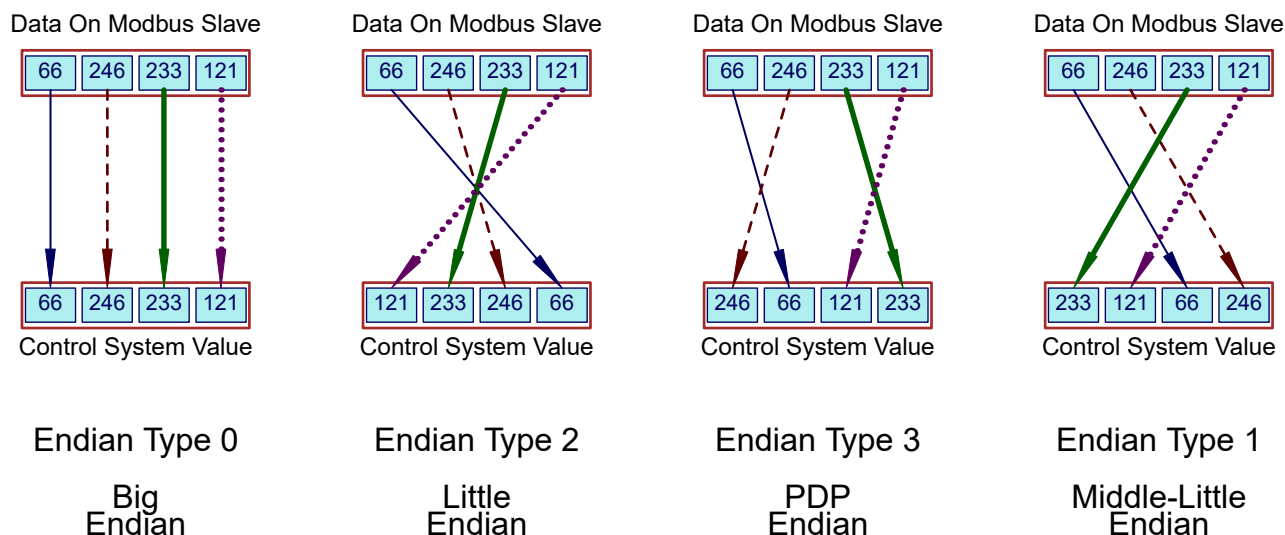 Data On Modbus Slave
66 246 233 121
66 246 233 121
Control System Value
Endian Type 0
Big
Endian
Data On Modbus Slave
66 246 233 121
121 233 246 66
Control System Value
Endian Type 2
Little
Endian
Data On Modbus Slave
66 246 233 121
246 66 121 233
Control System Value
Endian Type 3
PDP
Endian
Data On Modbus Slave
66 246 233 121
233 121 66 246
Control System Value
Endian Type 1
Middle-Little
Endian